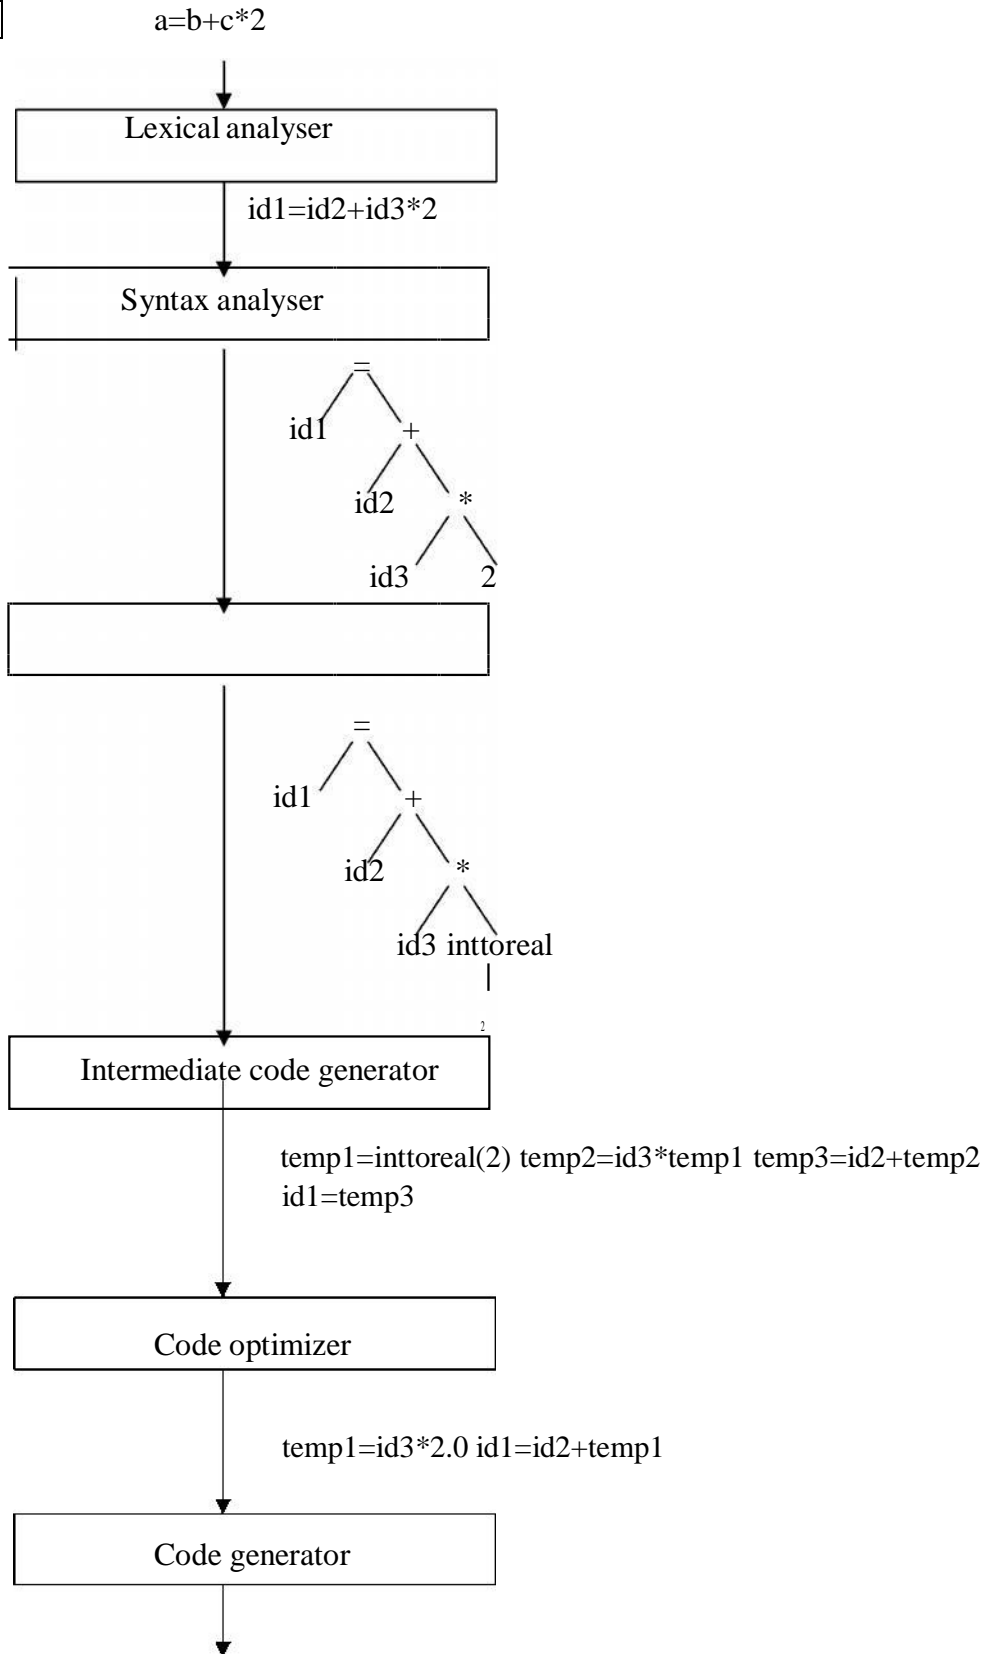 a=b+c*2
Lexical analyser
id1=id2+id3*2
Syntax analyser
=
id1 +
id2 *
id3 2
=
id1 +
id2 *
id3 inttoreal
2
Intermediate code generator
temp1=inttoreal(2) temp2=id3*temp1 temp3=id2+temp2
id1=temp3
Code optimizer
temp1=id3*2.0 id1=id2+temp1
Code generator